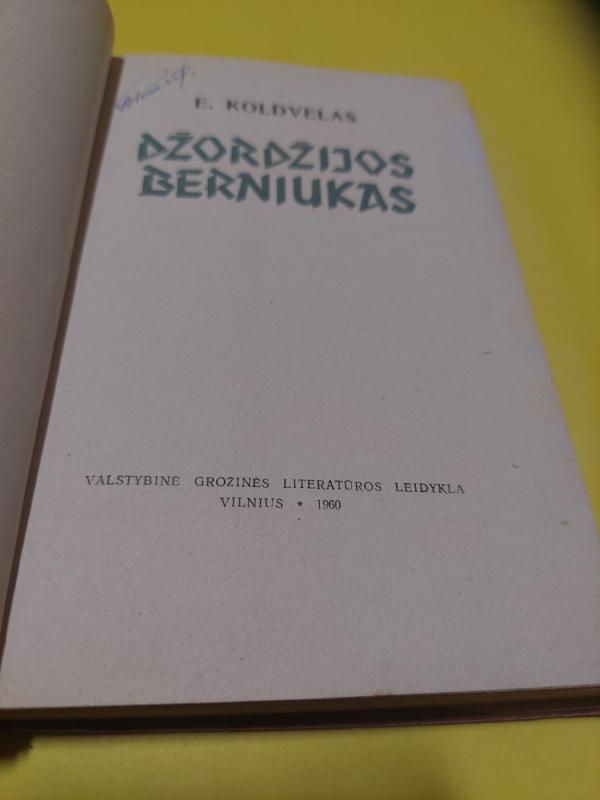 E. KOLDVELAS
DŽORDŽIJOS
BERNIUKAS
VALSTYBINĖ GROŽINĖS LITERATŪROS LEIDYKLA
VILNIUS ★ 1960